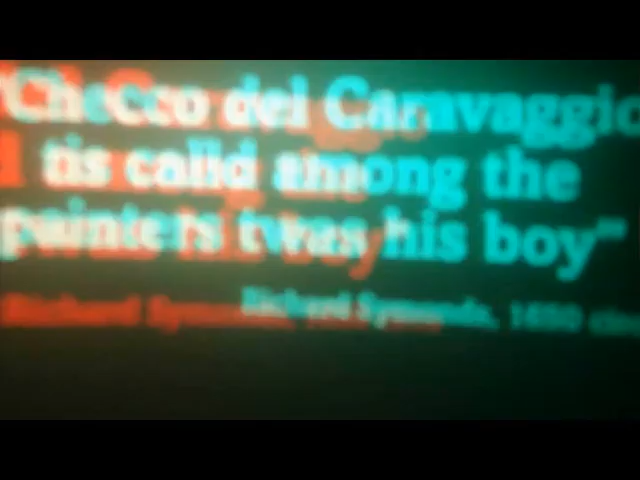 "Checco del Caravaggio
tis calld among the
painters twas his boy"
Richard Symonds,